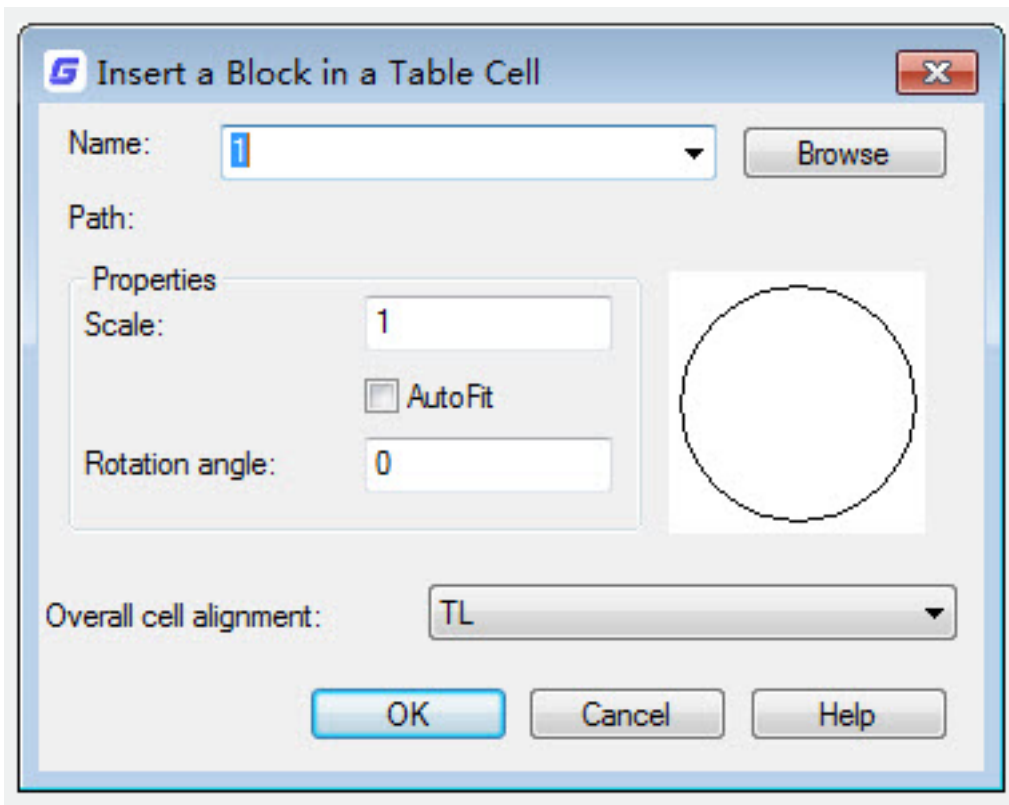 G Insert a Block in a Table Cell
Name: 1 Browse
Path:
Properties
Scale: 1
AutoFit
Rotation angle: 0
Overall cell alignment: TL
OK Cancel Help